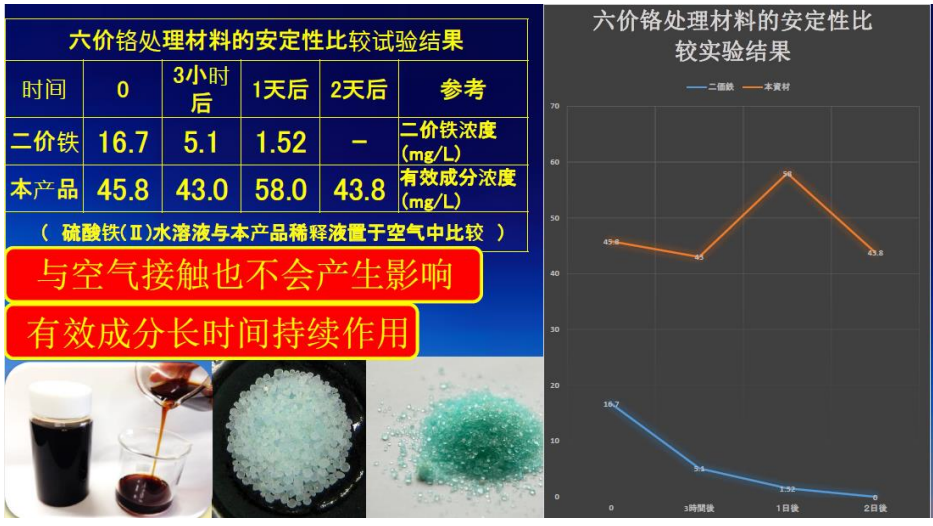 六价铬处理材料的安定性比较试验结果
时间 0 3小时后 1天后 2天后 参考
二价铁 16.7 5.1 1.52 － 二价铁浓度(mg/L)
本产品 45.8 43.0 58.0 43.8 有效成分浓度(mg/L)
（ 硫酸铁(Ⅱ)水溶液与本产品稀释液置于空气中比较 ）
与空气接触也不会产生影响
有效成分长时间持续作用
六价铬处理材料的安定性比
较实验结果
二価鉄 本資材
70
60
50
40
30
20
10
0
45.8
43
58
43.8
16.7
5.1
1.52
0
0 3時間後 1日後 2日後